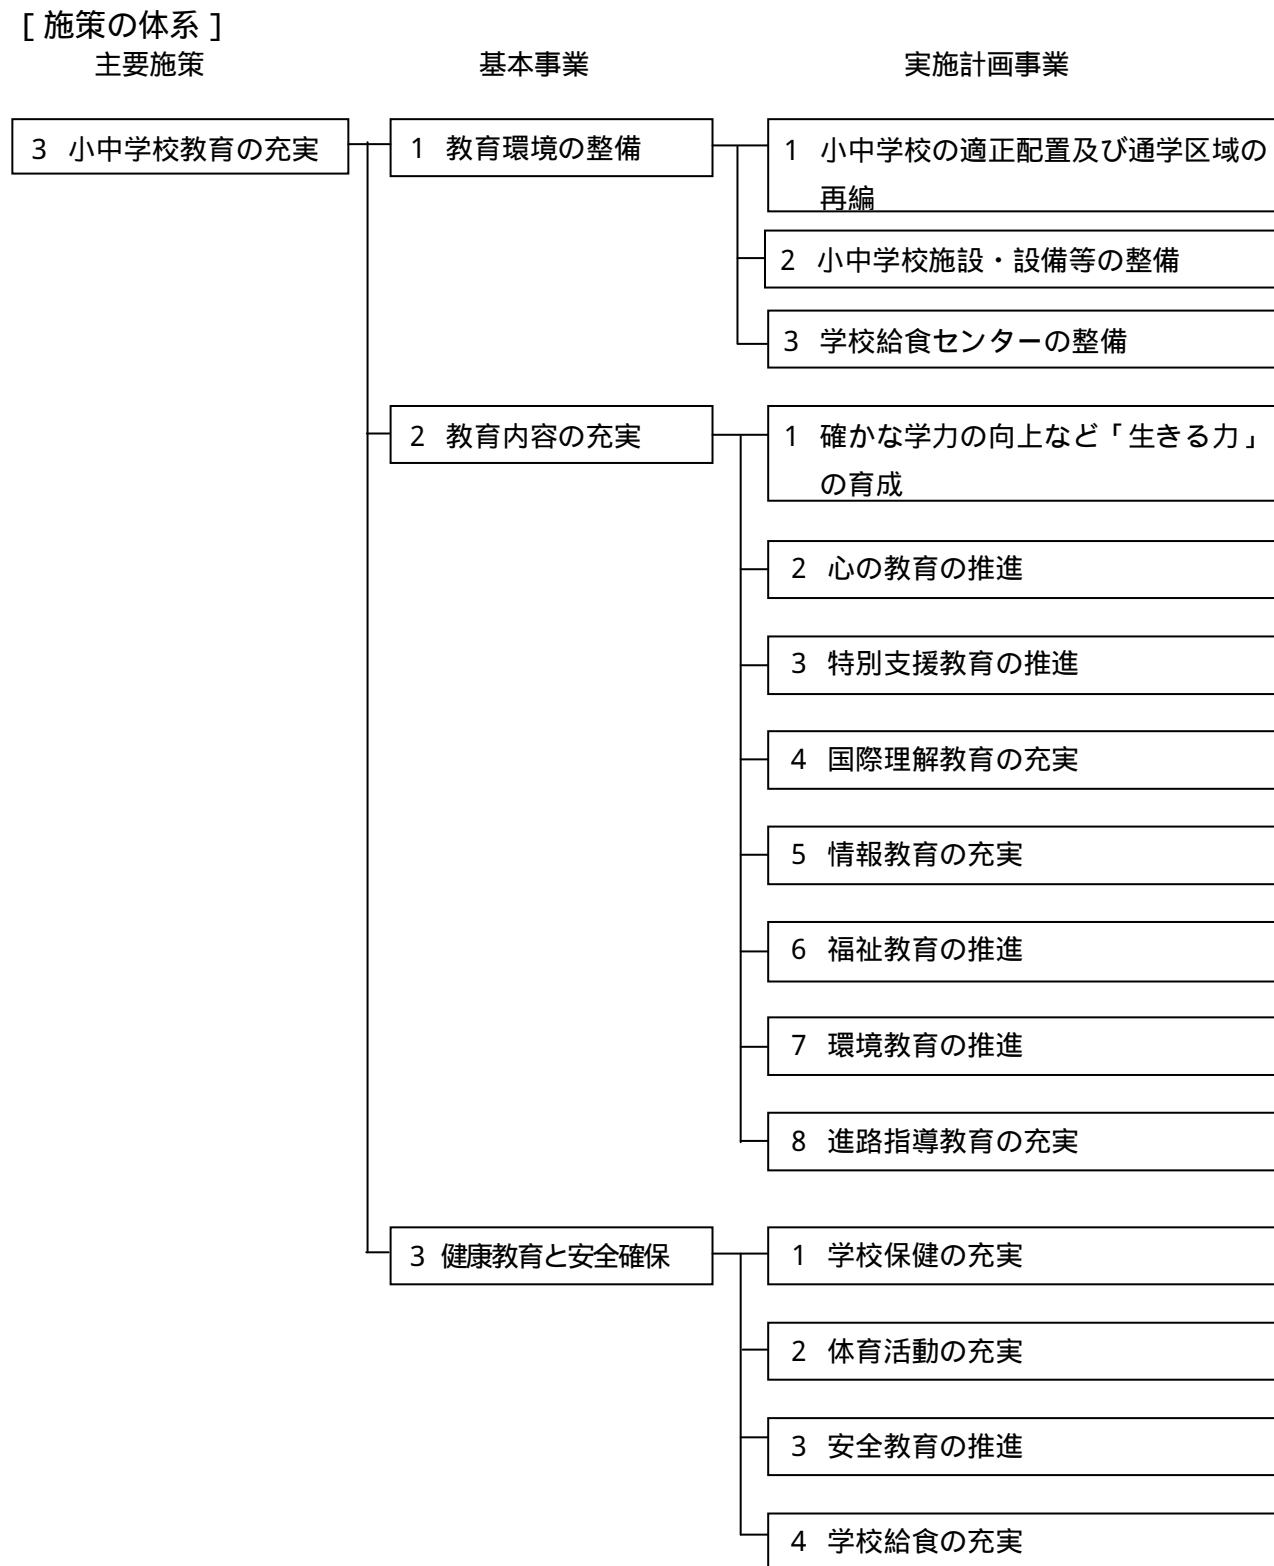 [ 施策の体系 ]
主要施策 基本事業 実施計画事業
3 小中学校教育の充実
1 教育環境の整備
1 小中学校の適正配置及び通学区域の
再編
2 小中学校施設・設備等の整備
3 学校給食センターの整備
2 教育内容の充実
1 確かな学力の向上など「生きる力」
の育成
2 心の教育の推進
3 特別支援教育の推進
4 国際理解教育の充実
5 情報教育の充実
6 福祉教育の推進
7 環境教育の推進
8 進路指導教育の充実
3 健康教育と安全確保
1 学校保健の充実
2 体育活動の充実
3 安全教育の推進
4 学校給食の充実